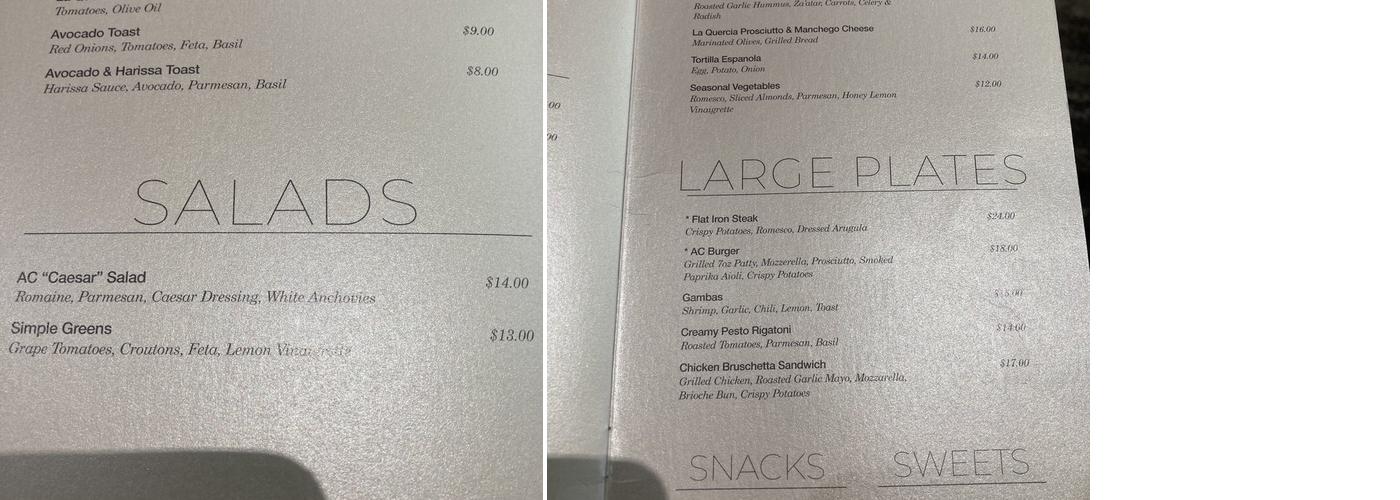 Tomatoes, Olive Oil
Avocado Toast $9.00
Red Onions, Tomatoes, Feta, Basil
Avocado & Harissa Toast $8.00
Harissa Sauce, Avocado, Parmesan, Basil
SALADS
AC “Caesar” Salad $14.00
Romaine, Parmesan, Caesar Dressing, White Anchovies
Simple Greens $13.00
Grape Tomatoes, Croutons, Feta, Lemon Vinaigrette
Roasted Garlic Hummus, Za'atar, Carrots, Celery &
Radish
La Quercia Prosciutto & Manchego Cheese $16.00
Marinated Olives, Grilled Bread
Tortilla Espanola $14.00
Egg, Potato, Onion
Seasonal Vegetables $12.00
Romesco, Sliced Almonds, Parmesan, Honey Lemon
Vinaigrette
LARGE PLATES
* Flat Iron Steak $24.00
Crispy Potatoes, Romesco, Dressed Arugula
* AC Burger $18.00
Grilled 7oz Patty, Mozzerella, Prosciutto, Smoked
Paprika Aioli, Crispy Potatoes
Gambas
Shrimp, Garlic, Chili, Lemon, Toast
Creamy Pesto Rigatoni $14.00
Roasted Tomatoes, Parmesan, Basil
Chicken Bruschetta Sandwich $17.00
Grilled Chicken, Roasted Garlic Mayo, Mozzarella,
Brioche Bun, Crispy Potatoes
SNACKS SWEETS